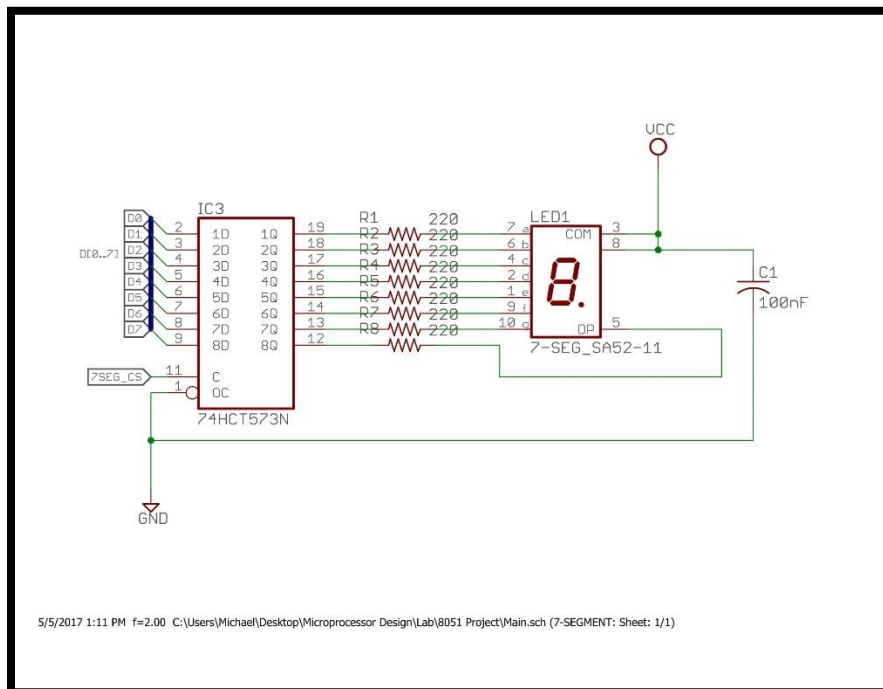 VCC
IC3
R1 220 LED1
D0 2 1D 1Q 19 R2 220 7 a COM 3
D1 3 2D 2Q 18 R3 220 6 b 8
D[0..7] D2 4 3D 3Q 17 R4 220 4 c
D3 5 4D 4Q 16 R5 220 2 d C1
D4 6 5D 5Q 15 R6 220 1 e 100nF
D5 7 6D 6Q 14 R7 220 9 f
D6 8 7D 7Q 13 R8 220 10 g DP 5
D7 9 8D 8Q 12 7-SEG_SA52-11
8.
7SEG_CS 11 C
1 OC
74HCT573N
GND
5/5/2017 1:11 PM f=2.00 C:\Users\Michael\Desktop\Microprocessor Design\Lab\8051 Project\Main.sch (7-SEGMENT: Sheet: 1/1)